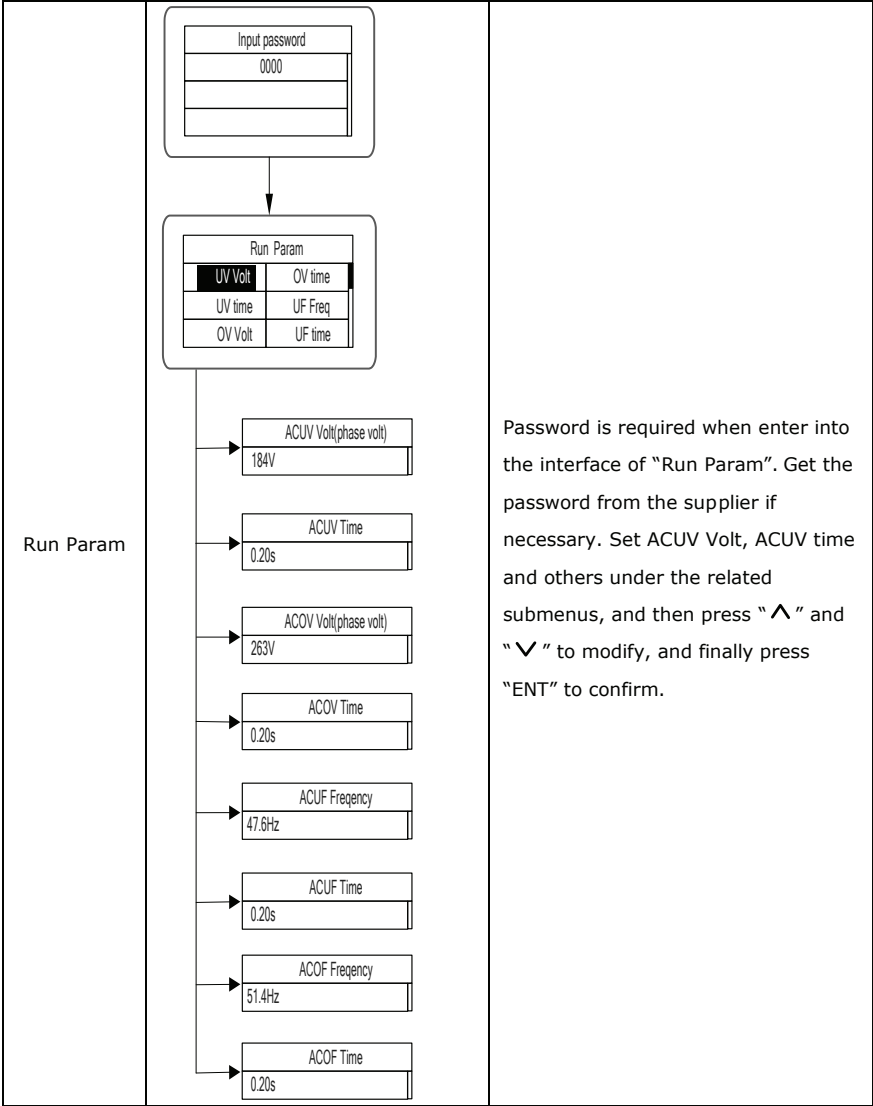 Run Param
Input password
0000
Run Param
UV Volt OV time
UV time UF Freq
OV Volt UF time
ACUV Volt(phase volt)
184V
ACUV Time
0.20s
ACOV Volt(phase volt)
263V
ACOV Time
0.20s
ACUF Freqency
47.6Hz
ACUF Time
0.20s
ACOF Freqency
51.4Hz
ACOF Time
0.20s
Password is required when enter into
the interface of “Run Param”. Get the
password from the supplier if
necessary. Set ACUV Volt, ACUV time
and others under the related
submenus, and then press “∧” and
“∨” to modify, and finally press
“ENT” to confirm.